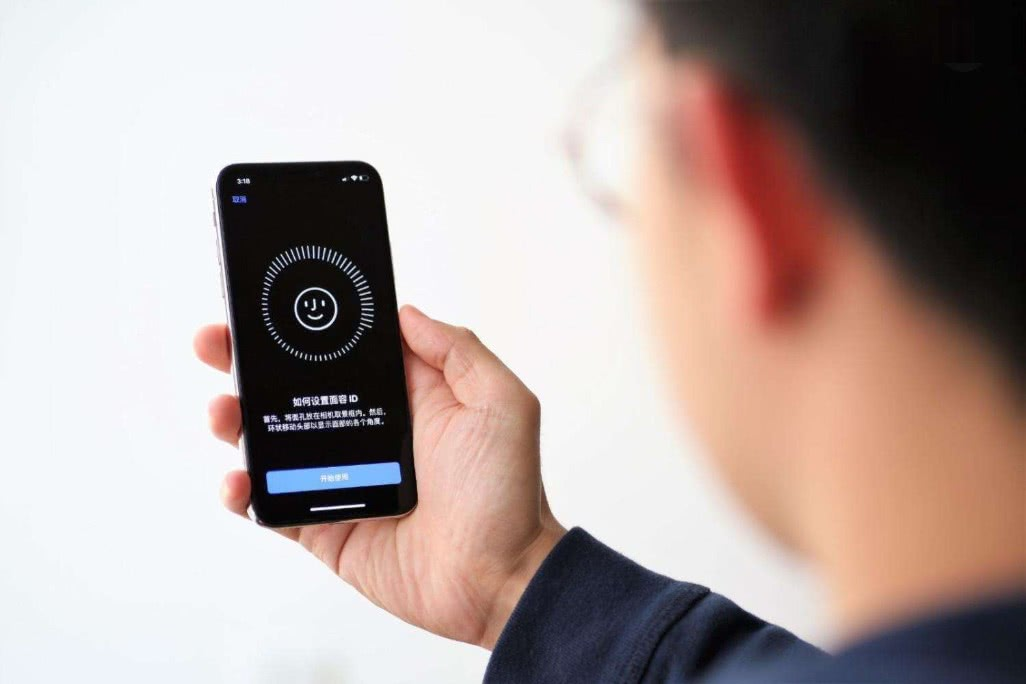 3:18
取消
如何设置面容 ID
首先，将面孔放在相机取景框内。然后，
环状移动头部以显示面部的各个角度。
开始使用